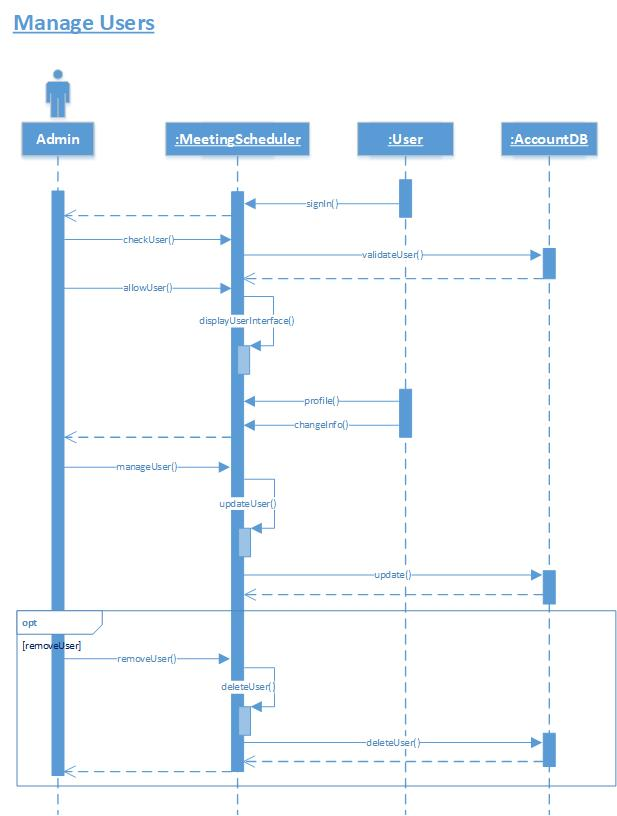 Manage Users
Admin
:MeetingScheduler
:User
:AccountDB
signIn()
checkUser()
validateUser()
allowUser()
displayUserInterface()
profile()
changeInfo()
manageUser()
updateUser()
update()
opt
[removeUser]
removeUser()
deleteUser()
deleteUser()